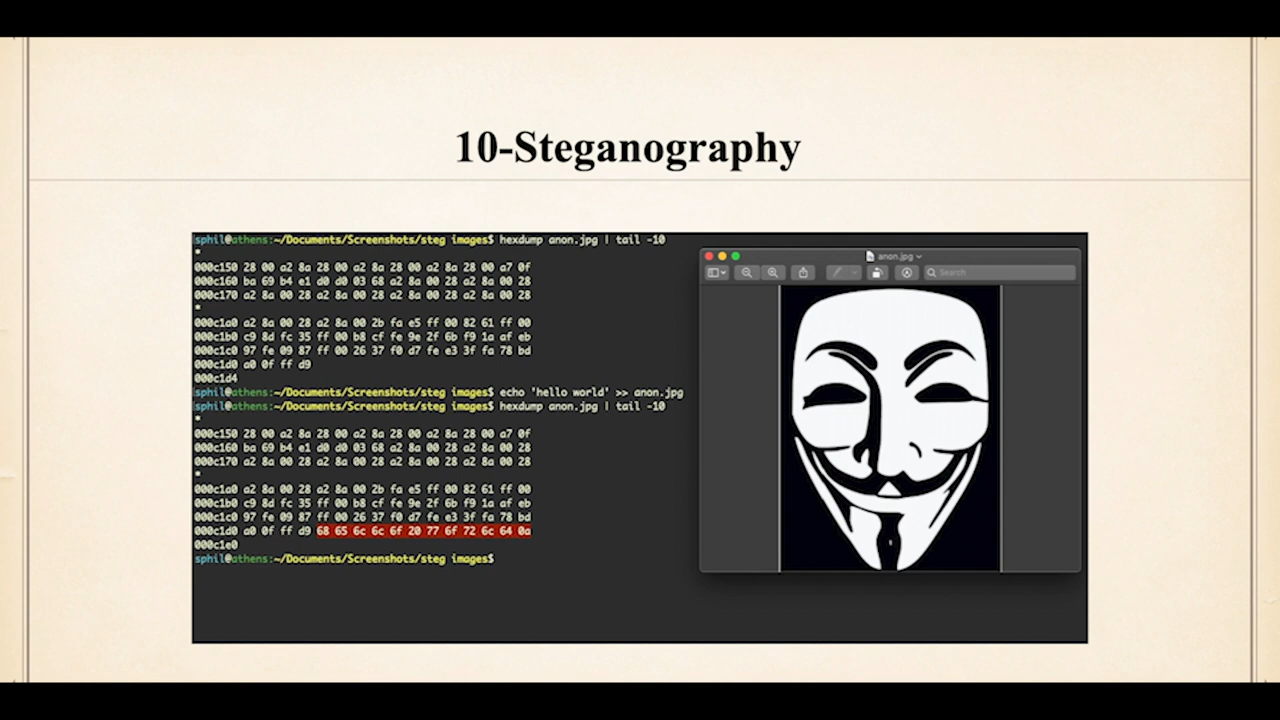 10-Steganography
sphil@athens:~/Documents/Screenshots/steg images$ hexdump anon.jpg | tail -10
*
000c150 28 00 a2 8a 28 00 a2 8a 28 00 a2 8a 28 00 a7 0f
000c160 ba 69 b4 e1 d0 d0 03 68 a2 8a 00 28 a2 8a 00 28
000c170 a2 8a 00 28 a2 8a 00 28 a2 8a 00 28 a2 8a 00 28
*
000c1a0 a2 8a 00 28 a2 8a 00 2b fa e5 ff 00 82 61 ff 00
000c1b0 c9 8d fc 35 ff 00 b8 cf fe 9e 2f 6b f9 1a af eb
000c1c0 97 fe 09 87 ff 00 26 37 f0 d7 fe e3 3f fa 78 bd
000c1d0 a0 0f ff d9
000c1d4
sphil@athens:~/Documents/Screenshots/steg images$ echo 'hello world' >> anon.jpg
sphil@athens:~/Documents/Screenshots/steg images$ hexdump anon.jpg | tail -10
*
000c150 28 00 a2 8a 28 00 a2 8a 28 00 a2 8a 28 00 a7 0f
000c160 ba 69 b4 e1 d0 d0 03 68 a2 8a 00 28 a2 8a 00 28
000c170 a2 8a 00 28 a2 8a 00 28 a2 8a 00 28 a2 8a 00 28
*
000c1a0 a2 8a 00 28 a2 8a 00 2b fa e5 ff 00 82 61 ff 00
000c1b0 c9 8d fc 35 ff 00 b8 cf fe 9e 2f 6b f9 1a af eb
000c1c0 97 fe 09 87 ff 00 26 37 f0 d7 fe e3 3f fa 78 bd
000c1d0 a0 0f ff d9 68 65 6c 6c 6f 20 77 6f 72 6c 64 0a
000c1e0
sphil@athens:~/Documents/Screenshots/steg images$
anon.jpg
Search